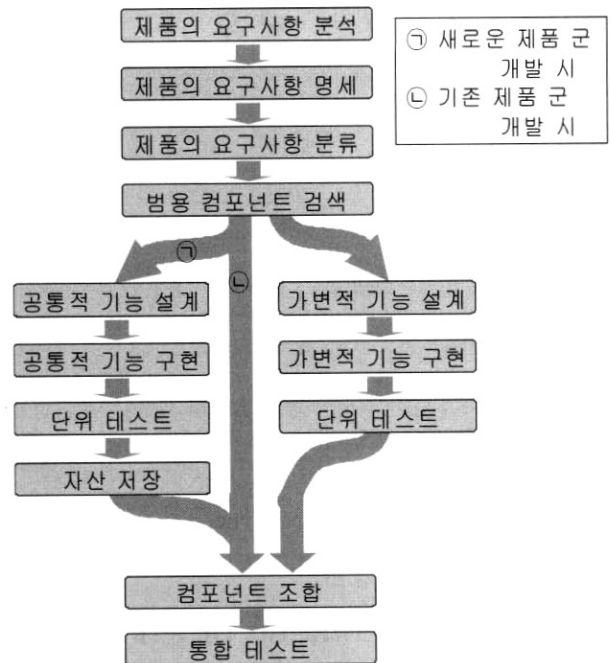 제품의 요구사항 분석
제품의 요구사항 명세
제품의 요구사항 분류
범용 컴포넌트 검색
㉠ 새로운 제품 군
개발 시
㉡ 기존 제품 군
개발 시
㉠
㉡
공통적 기능 설계
공통적 기능 구현
단위 테스트
자산 저장
가변적 기능 설계
가변적 기능 구현
단위 테스트
컴포넌트 조합
통합 테스트